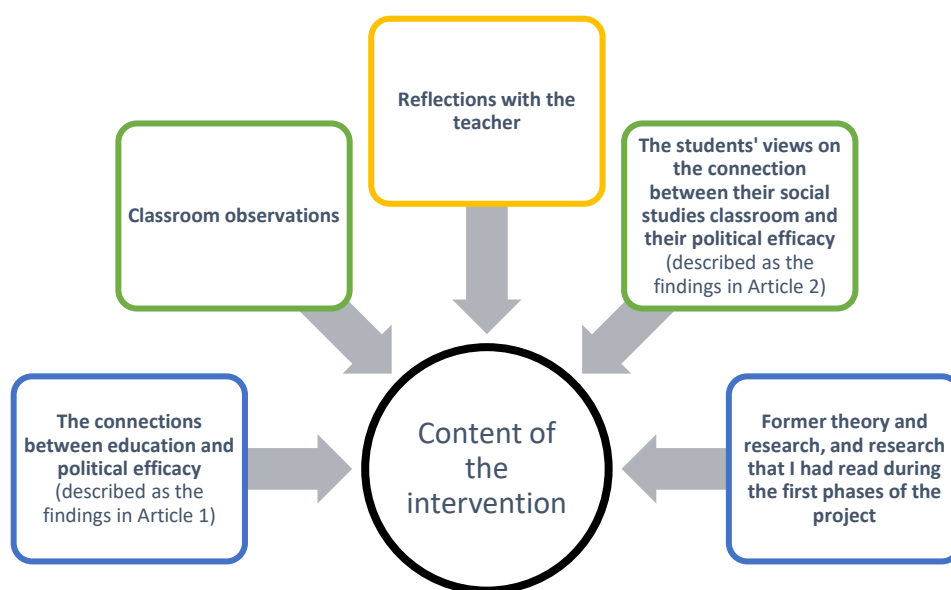 Reflections with the
teacher
Classroom observations
The students' views on
the connection
between their social
studies classroom and
their political efficacy
(described as the
findings in Article 2)
The connections
between education and
political efficacy
(described as the
findings in Article 1)
Content of
the
intervention
Former theory and
research, and research
that I had read during
the first phases of the
project